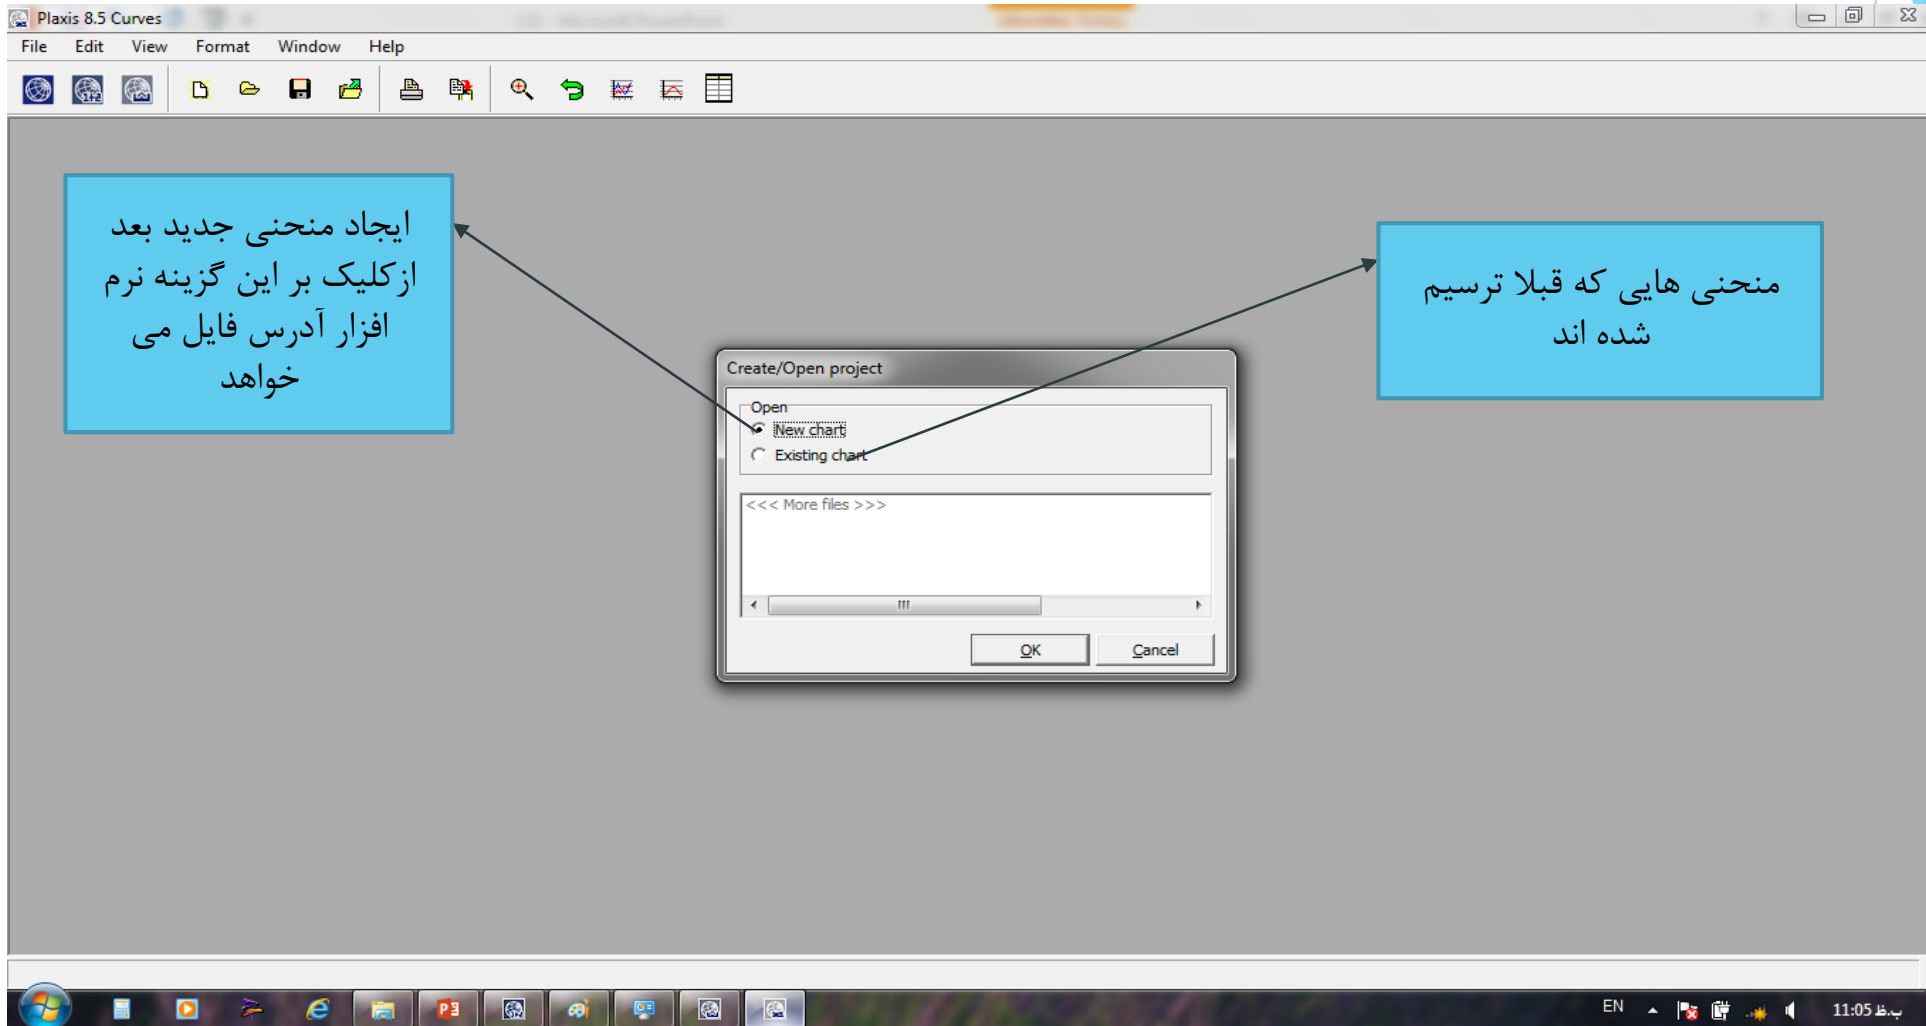 Plaxis 8.5 Curves
File Edit View Format Window Help
ایجاد منحنی جدید بعد
ازکلیک بر این گزینه نرم
افزار آدرس فایل می
خواهد
منحنی هایی که قبلا ترسیم
شده اند
Create/Open project
Open
New chart
Existing chart
<<< More files >>>
OK Cancel
EN
11:05 ب.ظ